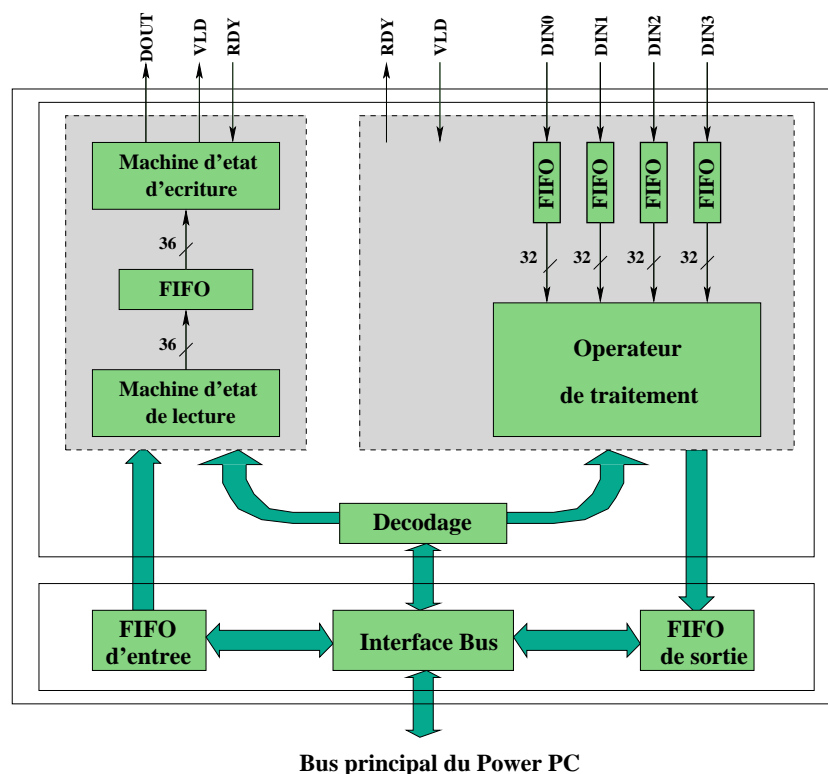 DOUT VLD RDY RDY VLD DIN0 DIN1 DIN2 DIN3
Machine d'etat
d'ecriture
FIFO FIFO FIFO FIFO
36
32 32 32 32
FIFO
36
Operateur
de traitement
Machine d'etat
de lecture
Decodage
FIFO
d'entree
Interface Bus
FIFO
de sortie
Bus principal du Power PC